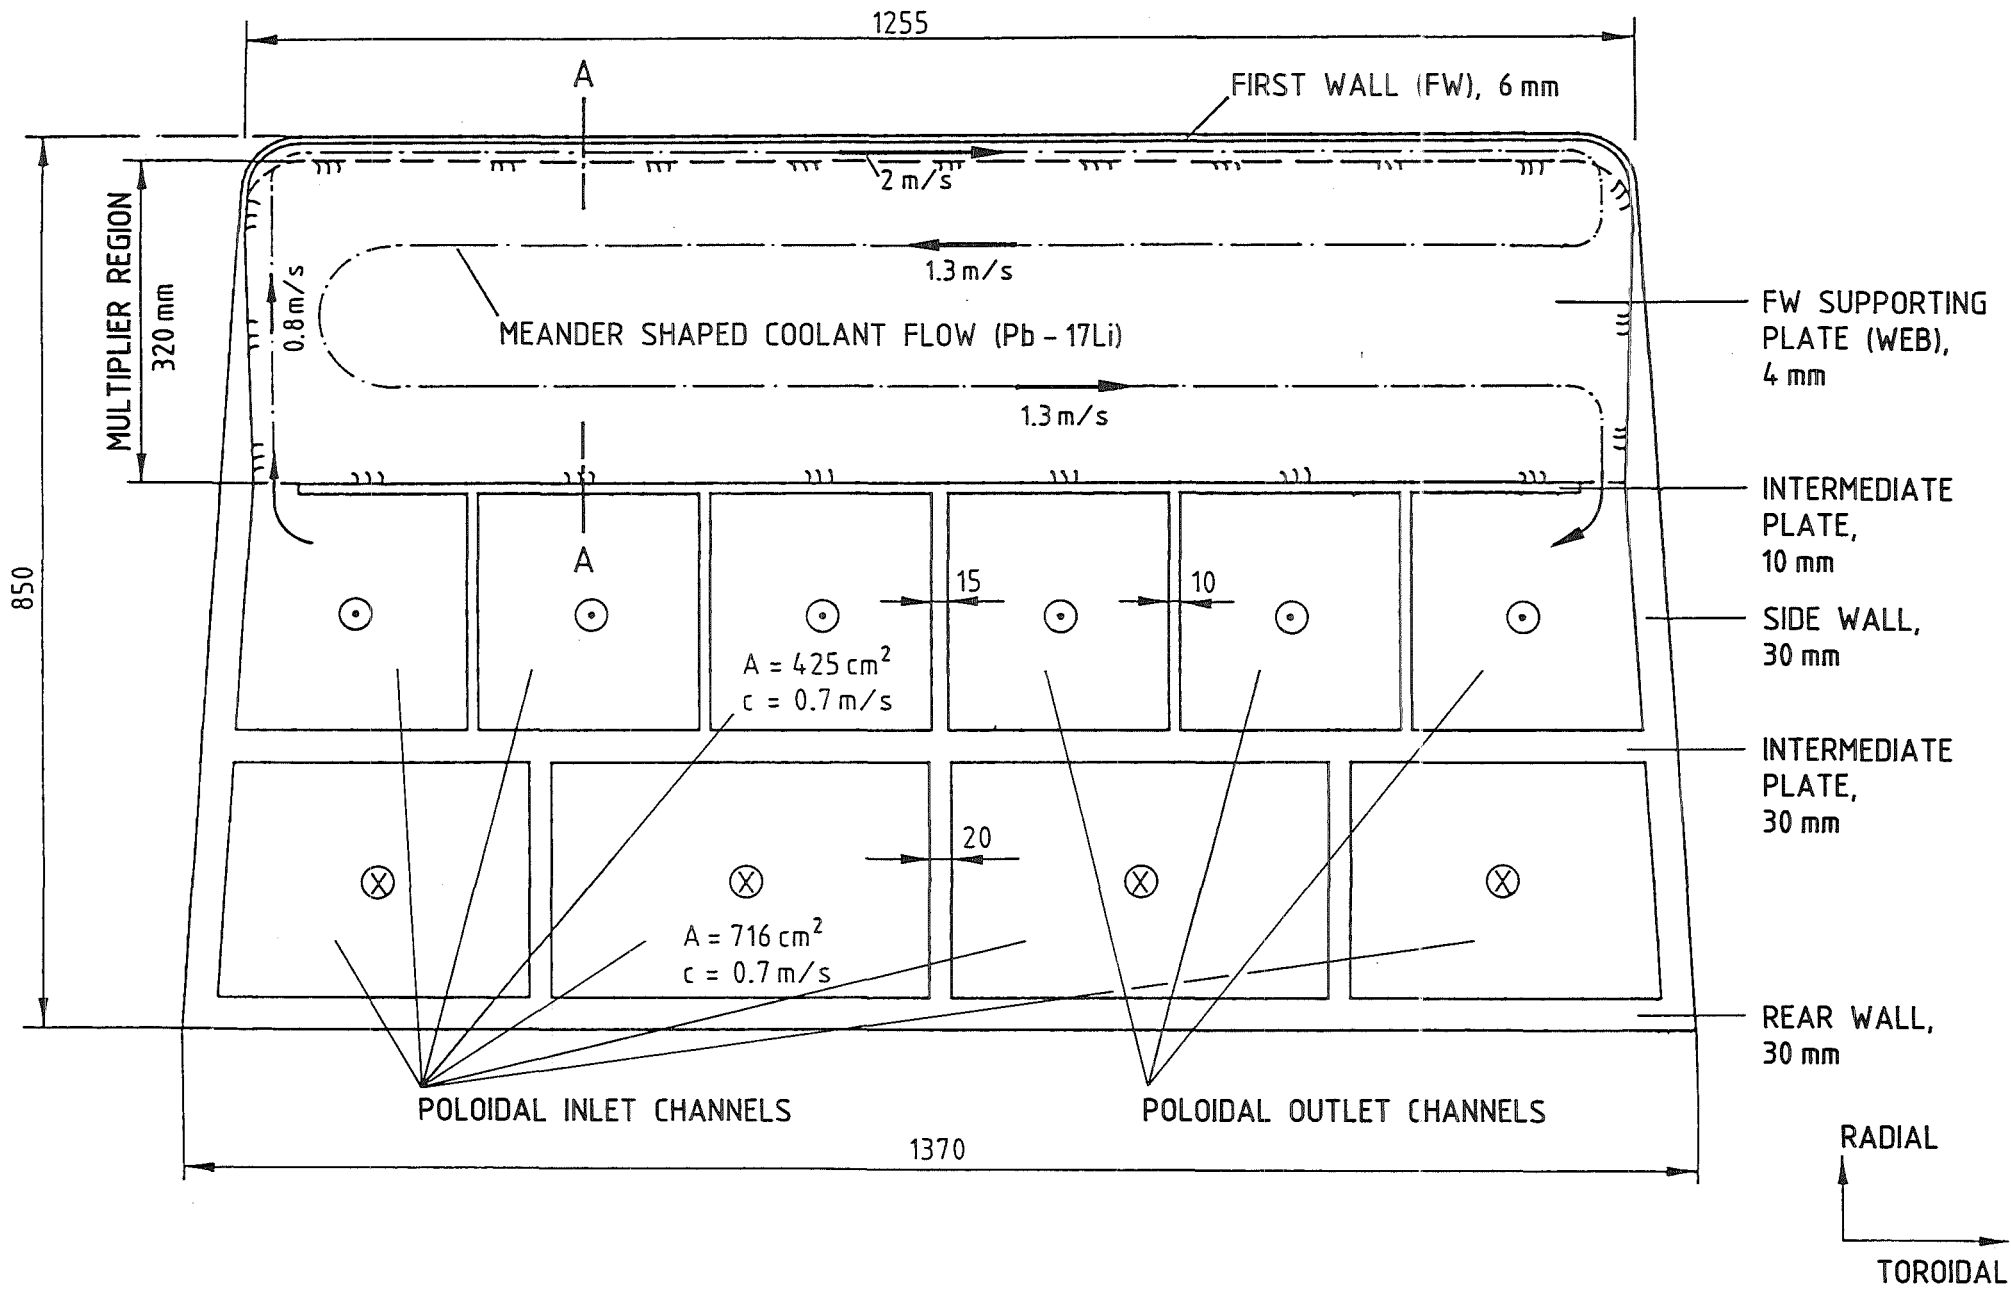 1255
A
FIRST WALL (FW), 6 mm
2 m/s
MULTIPLIER REGION
320 mm
0.8 m/s
1.3 m/s
MEANDER SHAPED COOLANT FLOW (Pb - 17Li)
1.3 m/s
FW SUPPORTING
PLATE (WEB),
4 mm
INTERMEDIATE
PLATE,
10 mm
A
850
15
10
SIDE WALL,
30 mm
A = 425 cm²
c = 0.7 m/s
INTERMEDIATE
PLATE,
30 mm
20
X
X
X
X
A = 716 cm²
c = 0.7 m/s
REAR WALL,
30 mm
POLOIDAL INLET CHANNELS
POLOIDAL OUTLET CHANNELS
1370
RADIAL
TOROIDAL